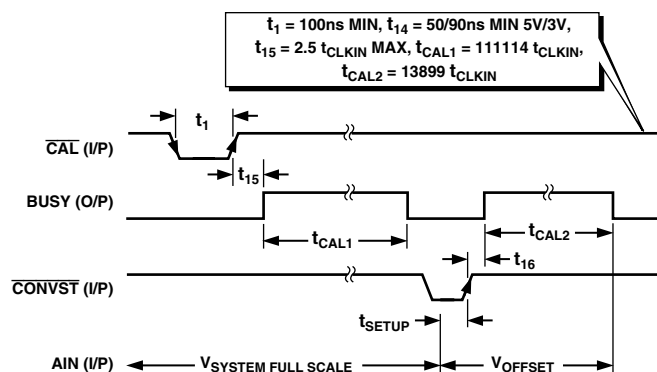 t1 = 100ns MIN, t14 = 50/90ns MIN 5V/3V,
t15 = 2.5 tCLKIN MAX, tCAL1 = 111114 tCLKIN,
tCAL2 = 13899 tCLKIN
t1
CAL (I/P)
t15
BUSY (O/P)
tCAL1
tCAL2
t16
CONVST (I/P)
tSETUP
AIN (I/P)
VSYSTEM FULL SCALE
VOFFSET